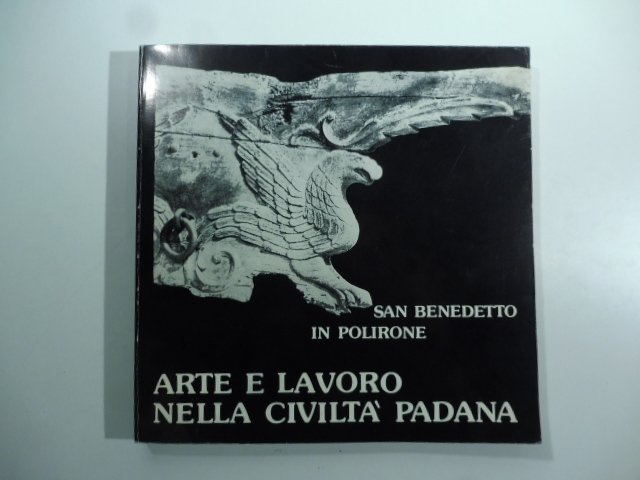 SAN BENEDETTO
IN POLIRONE
ARTE E LAVORO
NELLA CIVILTA' PADANA